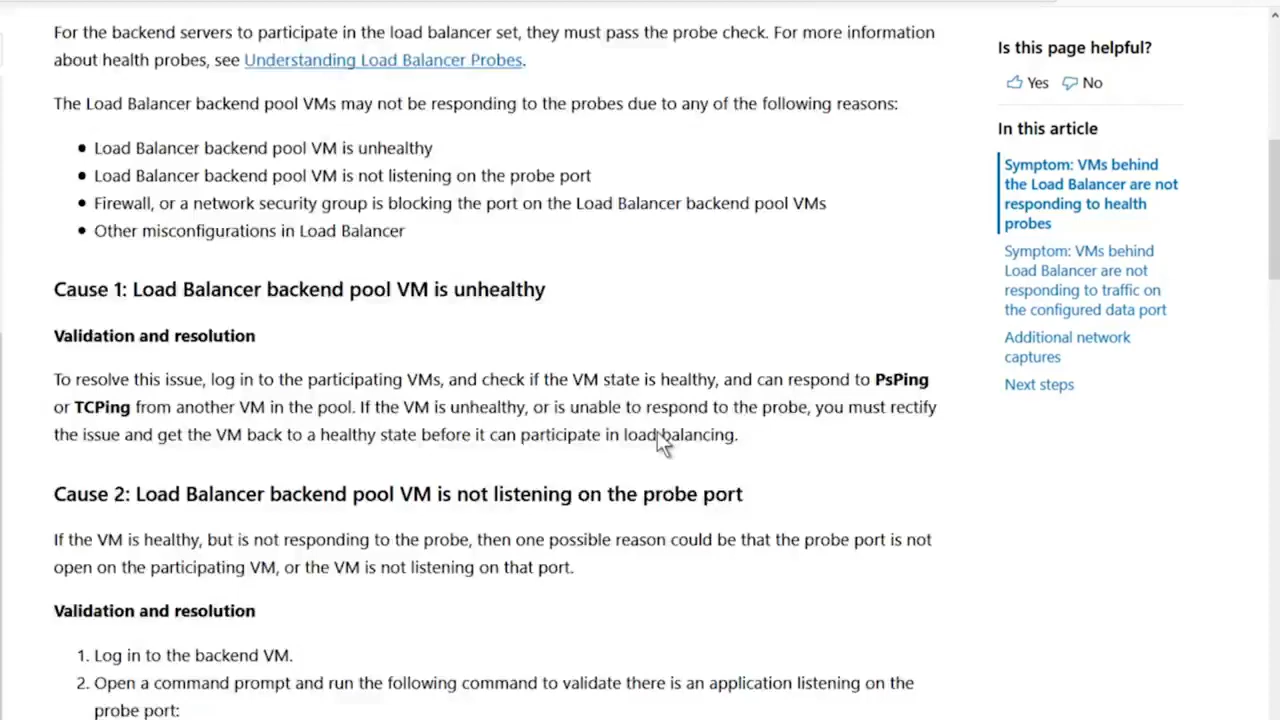 For the backend servers to participate in the load balancer set, they must pass the probe check. For more information
about health probes, see Understanding Load Balancer Probes.
The Load Balancer backend pool VMs may not be responding to the probes due to any of the following reasons:
• Load Balancer backend pool VM is unhealthy
• Load Balancer backend pool VM is not listening on the probe port
• Firewall, or a network security group is blocking the port on the Load Balancer backend pool VMs
• Other misconfigurations in Load Balancer
Cause 1: Load Balancer backend pool VM is unhealthy
Validation and resolution
To resolve this issue, log in to the participating VMs, and check if the VM state is healthy, and can respond to PsPing
or TCPing from another VM in the pool. If the VM is unhealthy, or is unable to respond to the probe, you must rectify
the issue and get the VM back to a healthy state before it can participate in load balancing.
Cause 2: Load Balancer backend pool VM is not listening on the probe port
If the VM is healthy, but is not responding to the probe, then one possible reason could be that the probe port is not
open on the participating VM, or the VM is not listening on that port.
Validation and resolution
1. Log in to the backend VM.
2. Open a command prompt and run the following command to validate there is an application listening on the
probe port:
Is this page helpful?
Yes No
In this article
Symptom: VMs behind
the Load Balancer are not
responding to health
probes
Symptom: VMs behind
Load Balancer are not
responding to traffic on
the configured data port
Additional network
captures
Next steps